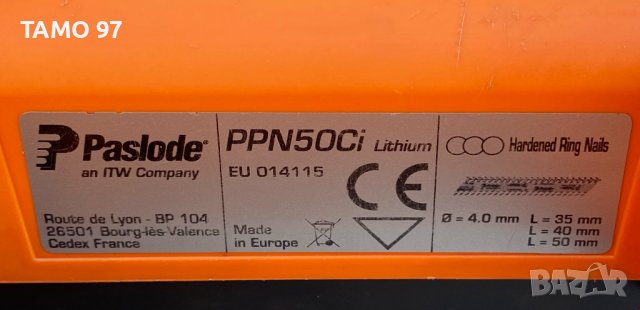 TAMO 97
Paslode®
an ITW Company
Route de Lyon - BP 104
26501 Bourg-lès-Valence
Cedex France
PPN50Ci Lithium
EU 014115
CE
Made
in Europe
Hardened Ring Nails
Ø = 4.0 mm L = 35 mm
L = 40 mm
L = 50 mm
BAZAR